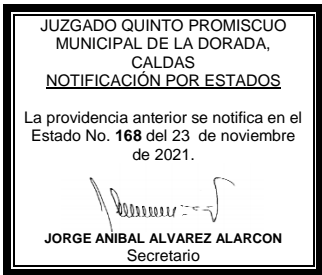 JUZGADO QUINTO PROMISCUO
MUNICIPAL DE LA DORADA,
CALDAS
NOTIFICACIÓN POR ESTADOS
La providencia anterior se notifica en el
Estado No. 168 del 23 de noviembre
de 2021.
JORGE ANIBAL ALVAREZ ALARCON
Secretario